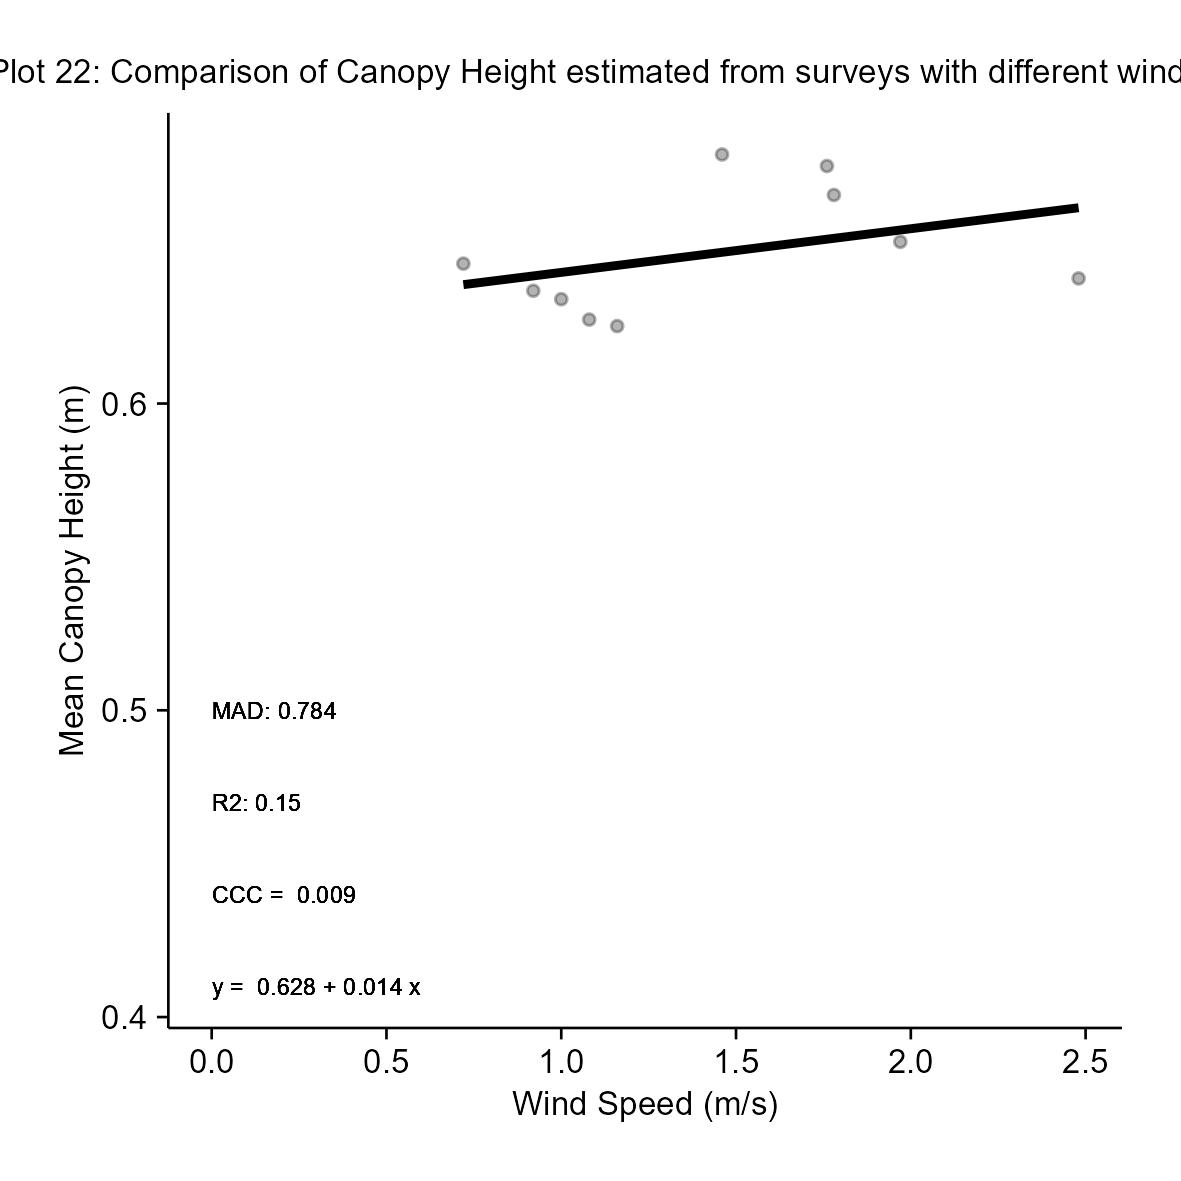 Plot 22: Comparison of Canopy Height estimated from surveys with different wind
Mean Canopy Height (m)
0.6
0.5
0.4
MAD: 0.784
R2: 0.15
CCC = 0.009
y = 0.628 + 0.014 x
0.0 0.5 1.0 1.5 2.0 2.5
Wind Speed (m/s)